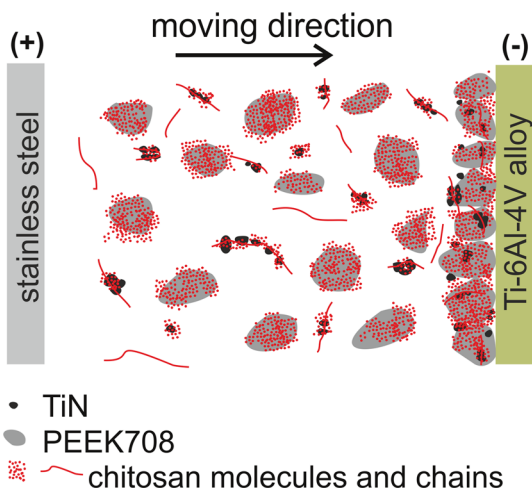 moving direction
(+)
(-)
stainless steel
Ti-6Al-4V alloy
TiN
PEEK708
chitosan molecules and chains